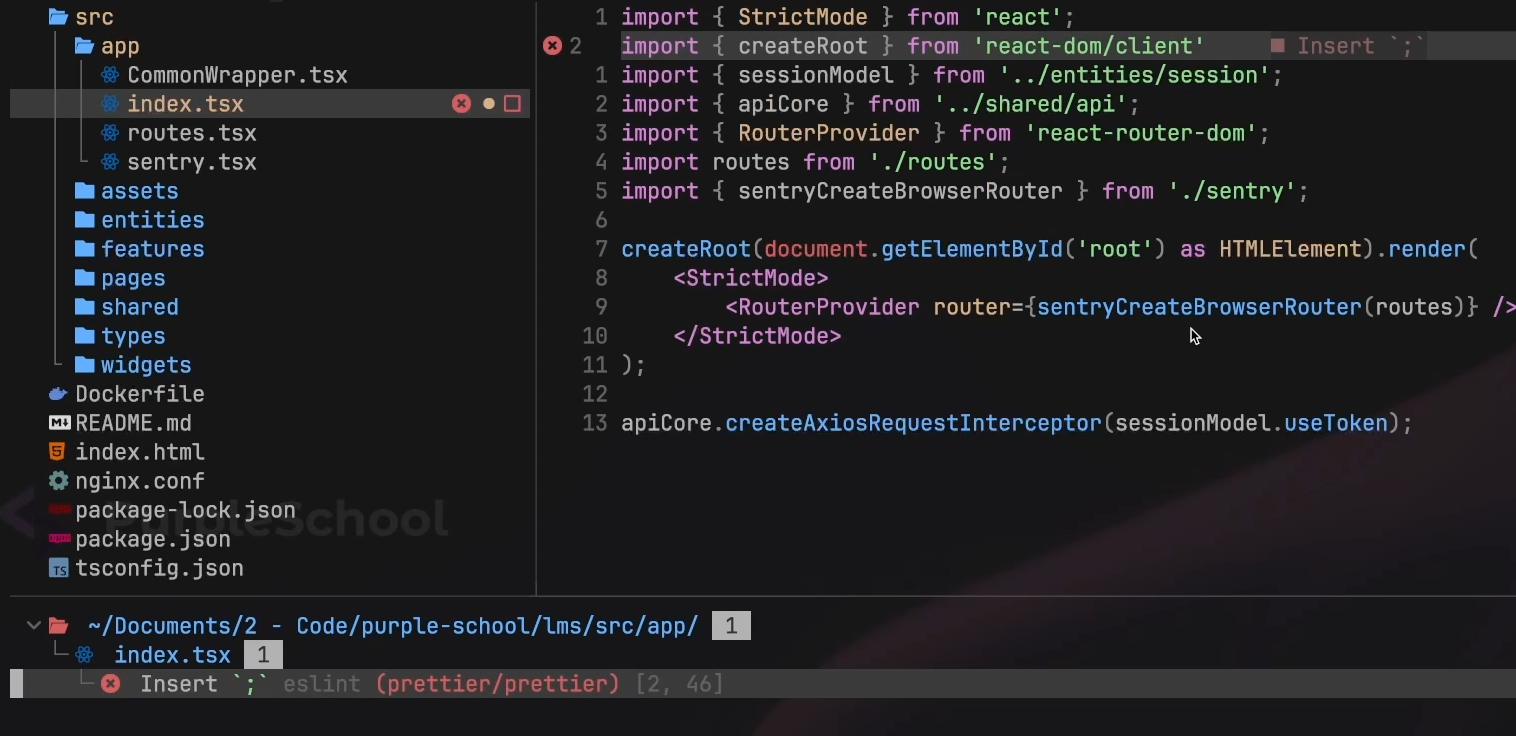 src
app
CommonWrapper.tsx
index.tsx
routes.tsx
sentry.tsx
assets
entities
features
pages
shared
types
widgets
Dockerfile
README.md
index.html
nginx.conf
package-lock.json
package.json
tsconfig.json
PurpleSchool
1 import { StrictMode } from 'react';
2 import { createRoot } from 'react-dom/client' Insert `;`
1 import { sessionModel } from '../entities/session';
2 import { apiCore } from '../shared/api';
3 import { RouterProvider } from 'react-router-dom';
4 import routes from './routes';
5 import { sentryCreateBrowserRouter } from './sentry';
6
7 createRoot(document.getElementById('root') as HTMLElement).render(
8 <StrictMode>
9 <RouterProvider router={sentryCreateBrowserRouter(routes)} />
10 </StrictMode>
11 );
12
13 apiCore.createAxiosRequestInterceptor(sessionModel.useToken);
~/Documents/2 - Code/purple-school/lms/src/app/ 1
index.tsx 1
Insert `;` eslint (prettier/prettier) [2, 46]